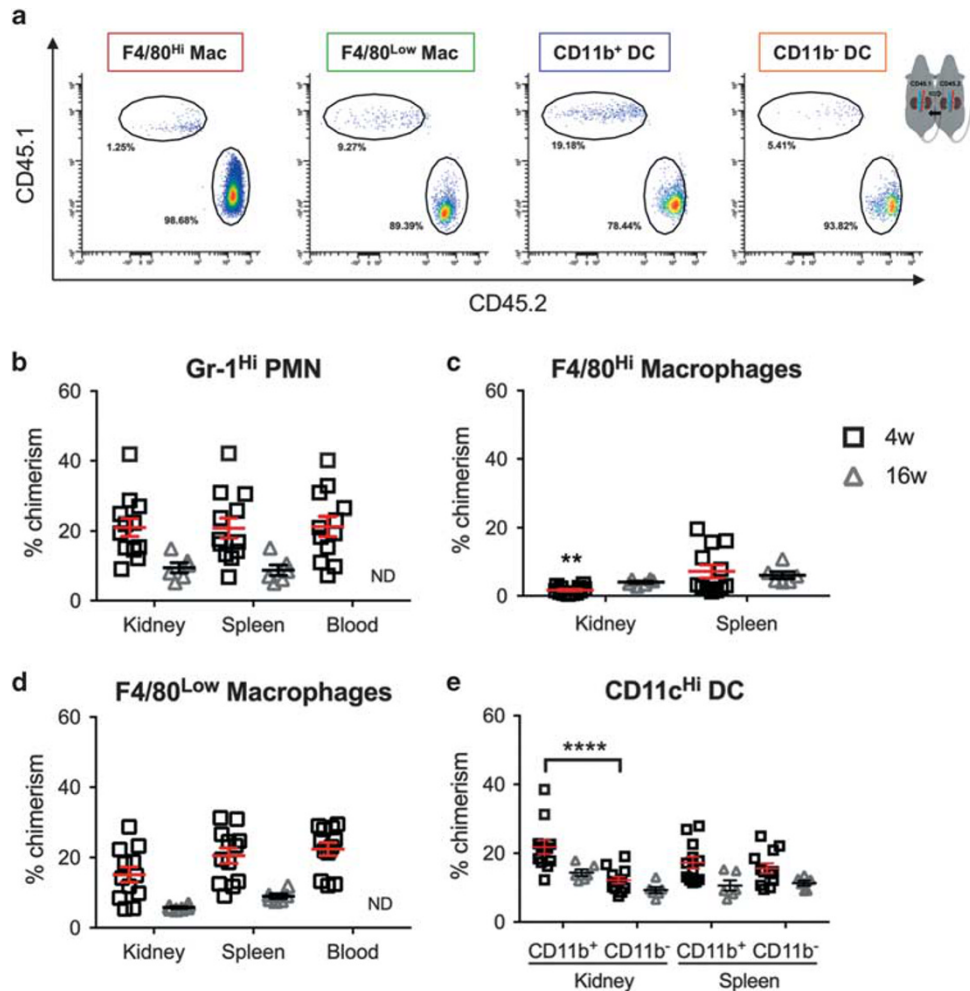 a
F4/80Hi Mac
F4/80Low Mac
CD11b+ DC
CD11b- DC
CD45.1
CD45.2
1.25%
9.27%
19.18%
5.41%
98.68%
89.39%
78.44%
93.82%
CD45.1
CD45.2
b
Gr-1Hi PMN
% chimerism
60
40
20
0
ND
Kidney
Spleen
Blood
c
F4/80Hi Macrophages
% chimerism
60
40
20
0
**
Kidney
Spleen
4w
16w
d
F4/80Low Macrophages
% chimerism
60
40
20
0
ND
Kidney
Spleen
Blood
e
CD11cHi DC
% chimerism
60
40
20
0
****
CD11b+ CD11b- CD11b+ CD11b-
Kidney
Spleen